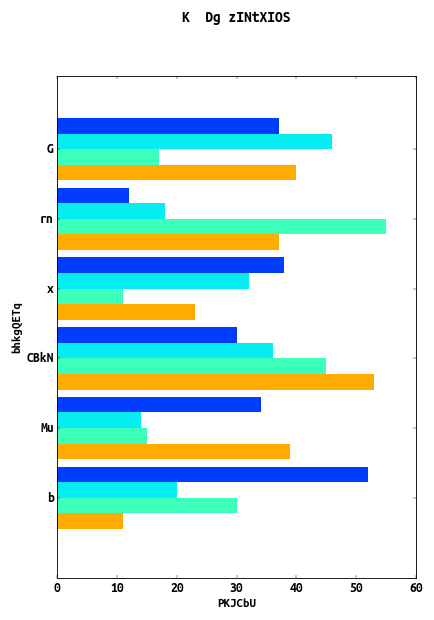 K  Dg zINtXIOS
G
rn
x
CBkN
Mu
b
bhkgQETq
0 10 20 30 40 50 60
PKJCbU